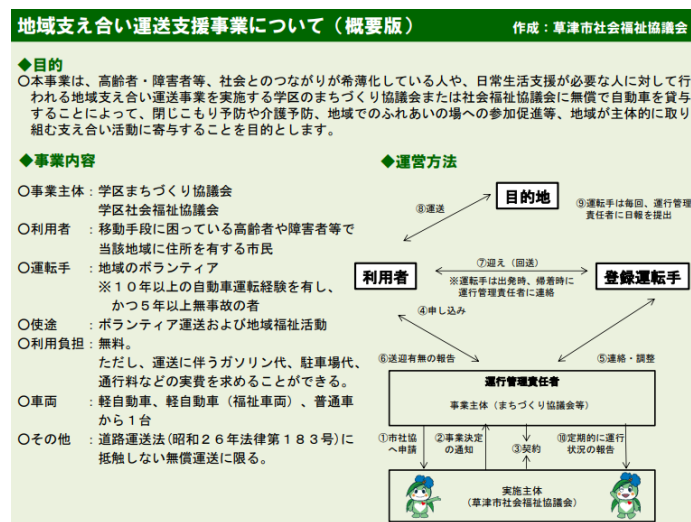 地域支え合い運送支援事業について（概要版）　作成：草津市社会福祉協議会
◆目的
○本事業は、高齢者・障害者等、社会とのつながりが希薄化している人や、日常生活支援が必要な人に対して行
われる地域支え合い運送事業を実施する学区のまちづくり協議会または社会福祉協議会に無償で自動車を貸与
することによって、閉じこもり予防や介護予防、地域でのふれあいの場への参加促進等、地域が主体的に取り
組む支え合い活動に寄与することを目的とします。
◆事業内容
○事業主体：学区まちづくり協議会
学区社会福祉協議会
○利用者　：移動手段に困っている高齢者や障害者等で
当該地域に住所を有する市民
○運転手　：地域のボランティア
※１０年以上の自動車運転経験を有し、
かつ５年以上無事故の者
○使途　　：ボランティア運送および地域福祉活動
○利用負担：無料。
ただし、運送に伴うガソリン代、駐車場代、
通行料などの実費を求めることができる。
○車両　　：軽自動車、軽自動車（福祉車両）、普通車
から１台
○その他　：道路運送法(昭和２６年法律第１８３号)に
抵触しない無償運送に限る。
◆運営方法
目的地
⑧運送
⑨運転手は毎回、運行管理
責任者に日報を提出
利用者
⑦迎え（回送）
※運転手は出発時、帰着時に
運行管理責任者に連絡
登録運転手
④申し込み
⑥送迎有無の報告
⑤連絡・調整
運行管理責任者
事業主体（まちづくり協議会等）
①市社協
へ申請
②事業決定
の通知
③契約
⑩定期的に運行
状況の報告
実施主体
（草津市社会福祉協議会）